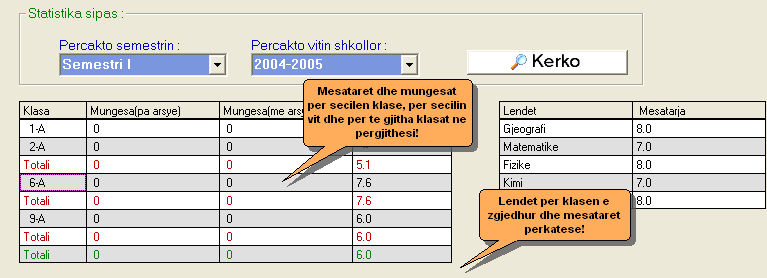 Statistika sipas :
Percakto semestrin :
Percakto vitin shkollor :
Semestri I
2004-2005
Kerko
Mesataret dhe mungesat
per secilen klase, per secilin
vit dhe per te gjitha klasat ne
pergjithesi!
Klasa Mungesa(pa arsye) Mungesa(me arsy
1-A 0 0
2-A 0 0
Totali 0 0 5.1
6-A 0 0 7.6
Totali 0 0 7.6
9-A 0 0 6.0
Totali 0 0 6.0
Totali 0 0 6.0
Lendet Mesatarja
Gjeografi 8.0
Matematike 7.0
Fizike 8.0
Kimi 7.0
8.0
Lendet per klasen e
zgjedhur dhe mesataret
perkatese!